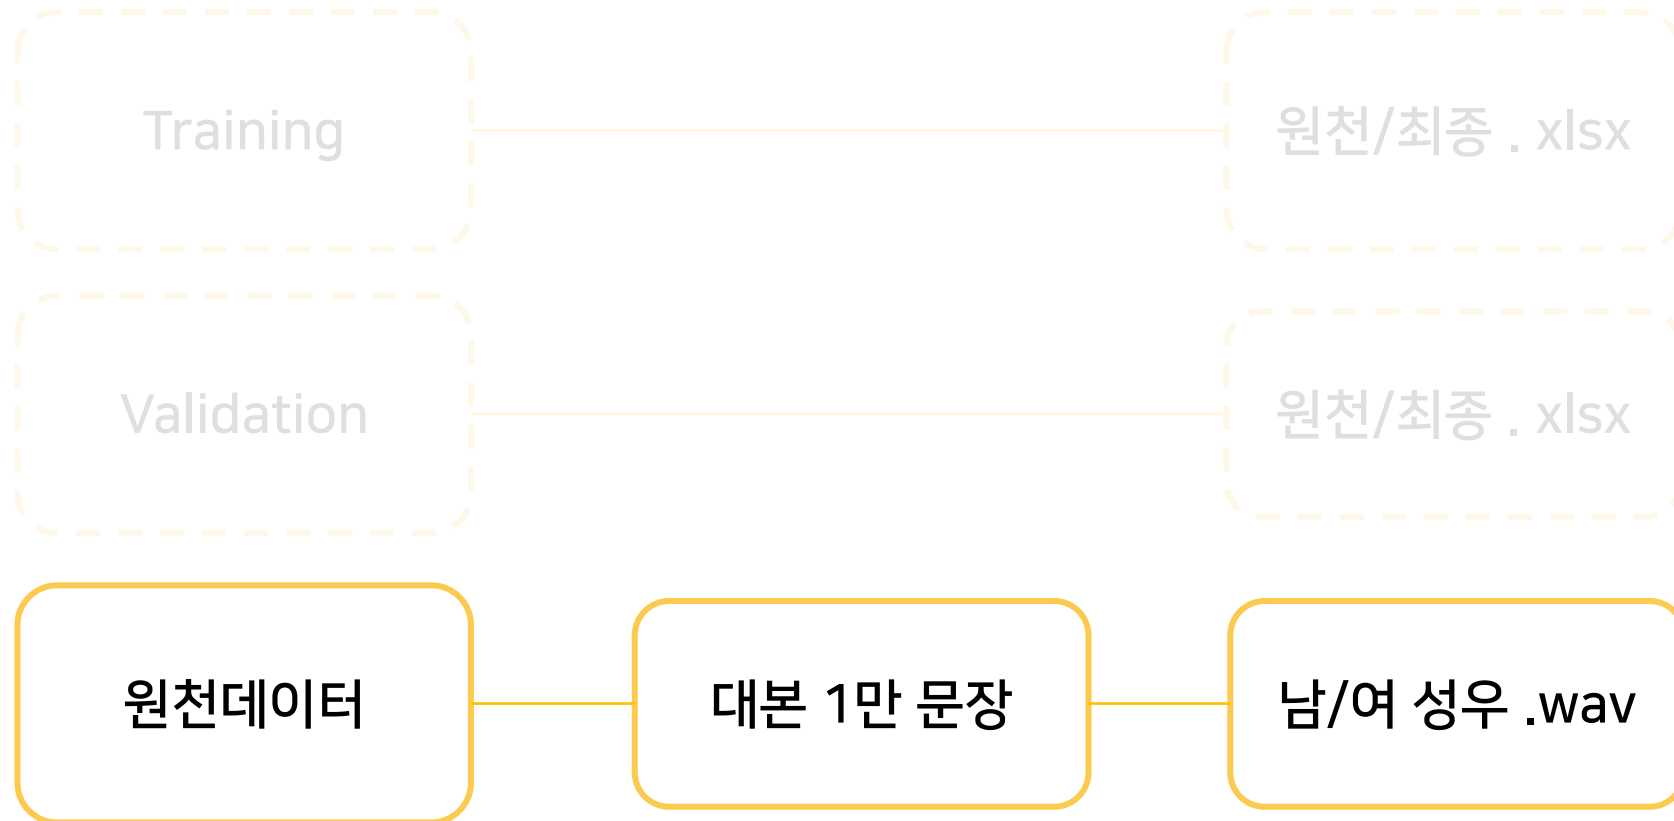 Training
원천/최종 . xlsx
Validation
원천/최종 . xlsx
원천데이터
대본 1만 문장
남/여 성우 .wav